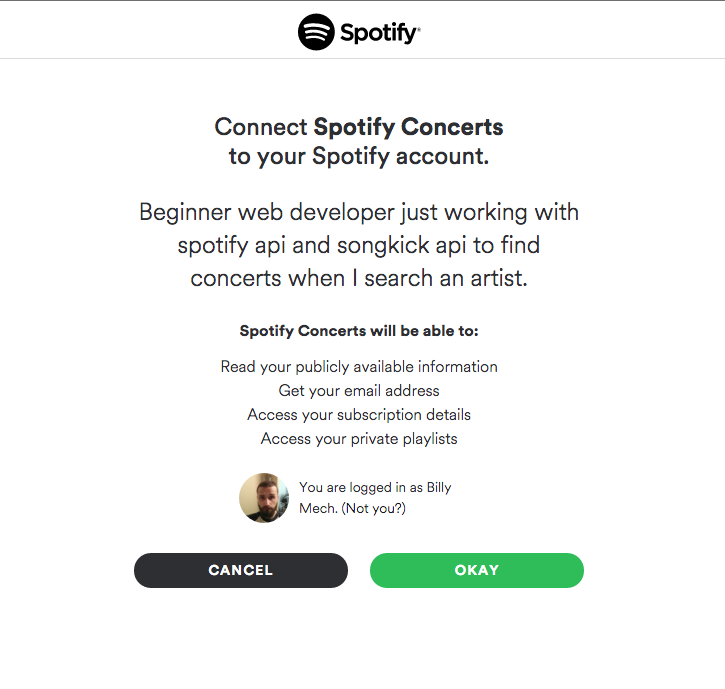 Spotify®
Connect Spotify Concerts
to your Spotify account.
Beginner web developer just working with
spotify api and songkick api to find
concerts when I search an artist.
Spotify Concerts will be able to:
Read your publicly available information
Get your email address
Access your subscription details
Access your private playlists
You are logged in as Billy
Mech. (Not you?)
CANCEL
OKAY